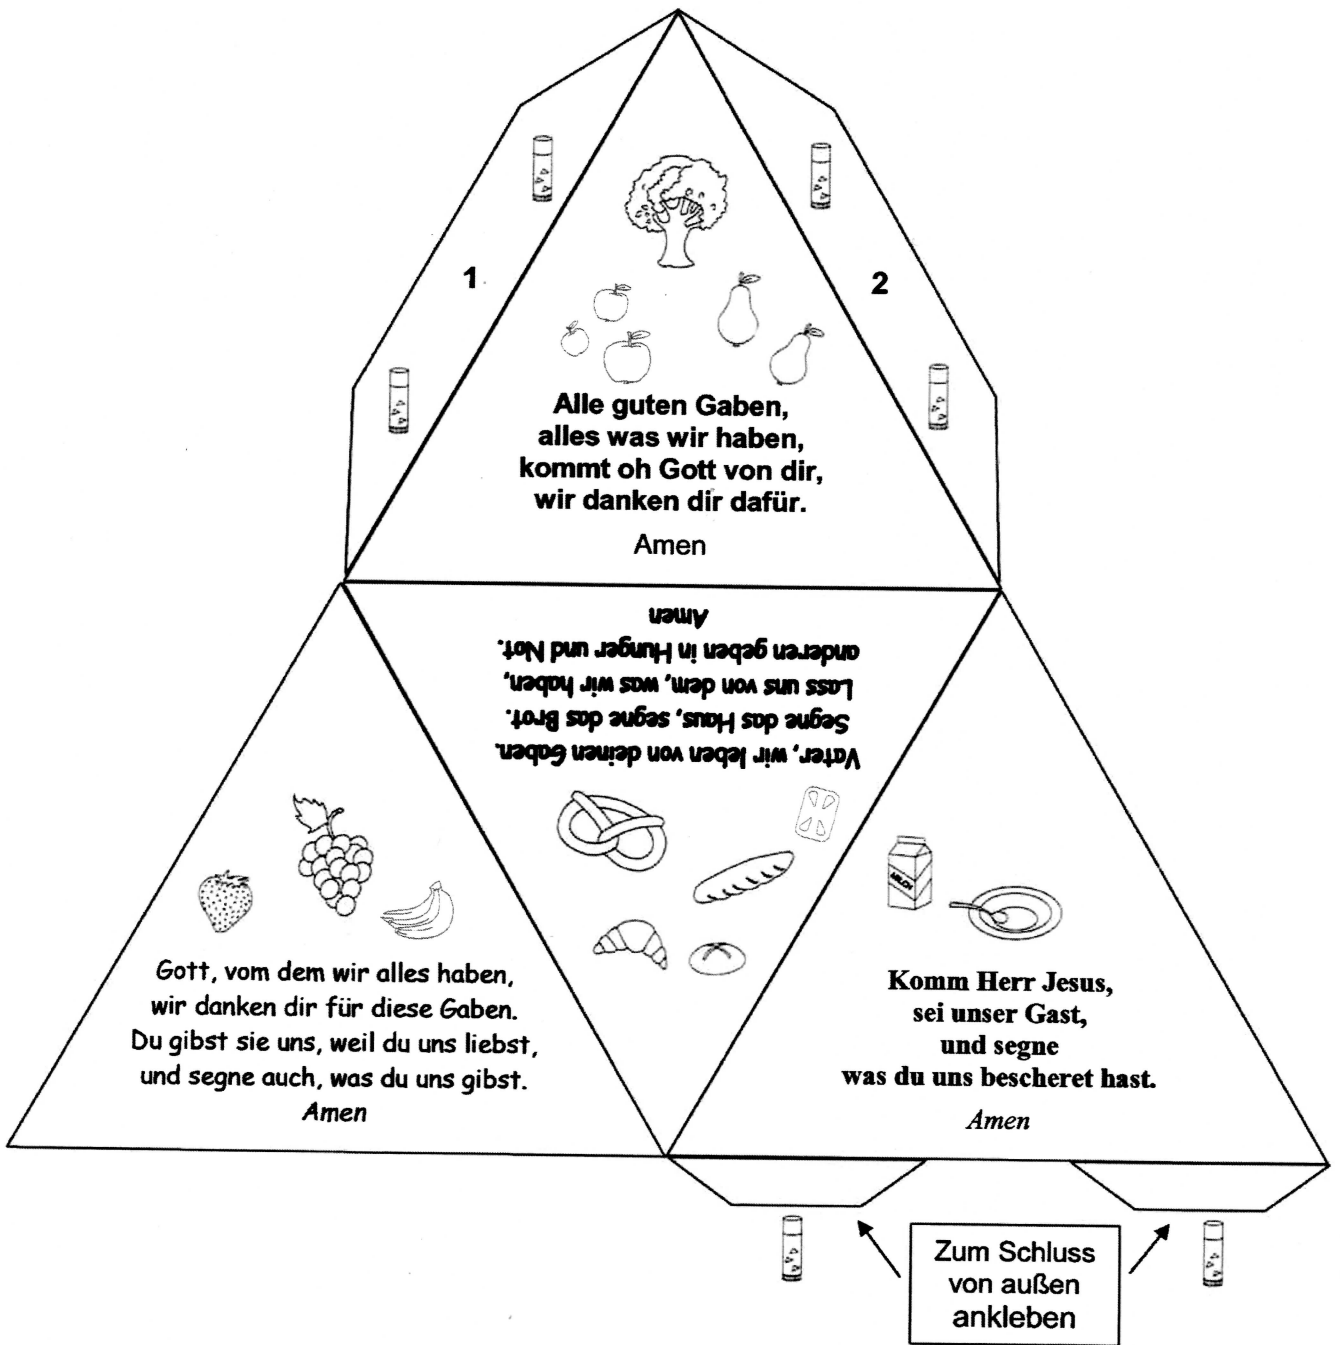 1
2
Alle guten Gaben,
alles was wir haben,
kommt oh Gott von dir,
wir danken dir dafür.
Amen
Vater, wir leben von deinen Gaben.
Segne das Haus, segne das Brot.
Lass uns von dem, was wir haben,
anderen geben in Hunger und Not.
Amen
Gott, vom dem wir alles haben,
wir danken dir für diese Gaben.
Du gibst sie uns, weil du uns liebst,
und segne auch, was du uns gibst.
Amen
MILCH
Komm Herr Jesus,
sei unser Gast,
und segne
was du uns bescheret hast.
Amen
Zum Schluss
von außen
ankleben